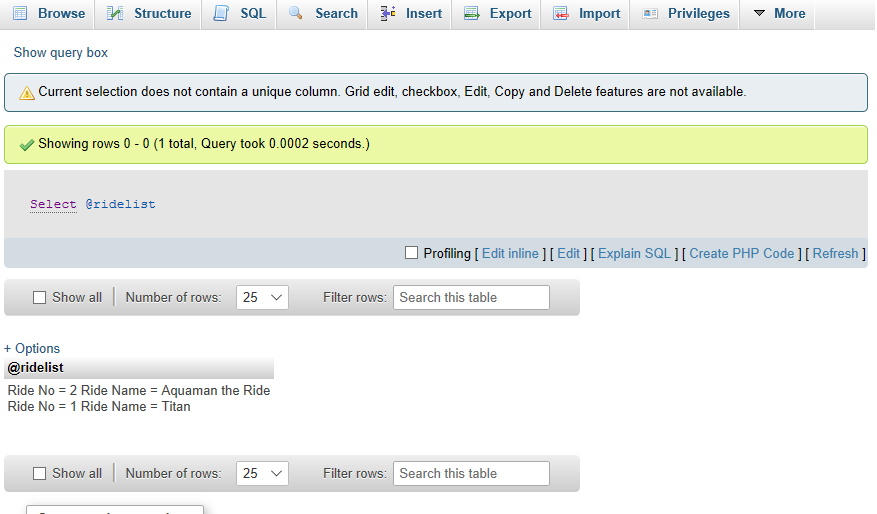 Browse Structure SQL Search Insert Export Import Privileges More
Show query box
Current selection does not contain a unique column. Grid edit, checkbox, Edit, Copy and Delete features are not available.
Showing rows 0 - 0 (1 total, Query took 0.0002 seconds.)
Select @ridelist
Profiling [ Edit inline ] [ Edit ] [ Explain SQL ] [ Create PHP Code ] [ Refresh ]
Show all Number of rows: 25 Filter rows: Search this table
+ Options
@ridelist
Ride No = 2 Ride Name = Aquaman the Ride
Ride No = 1 Ride Name = Titan
Show all Number of rows: 25 Filter rows: Search this table